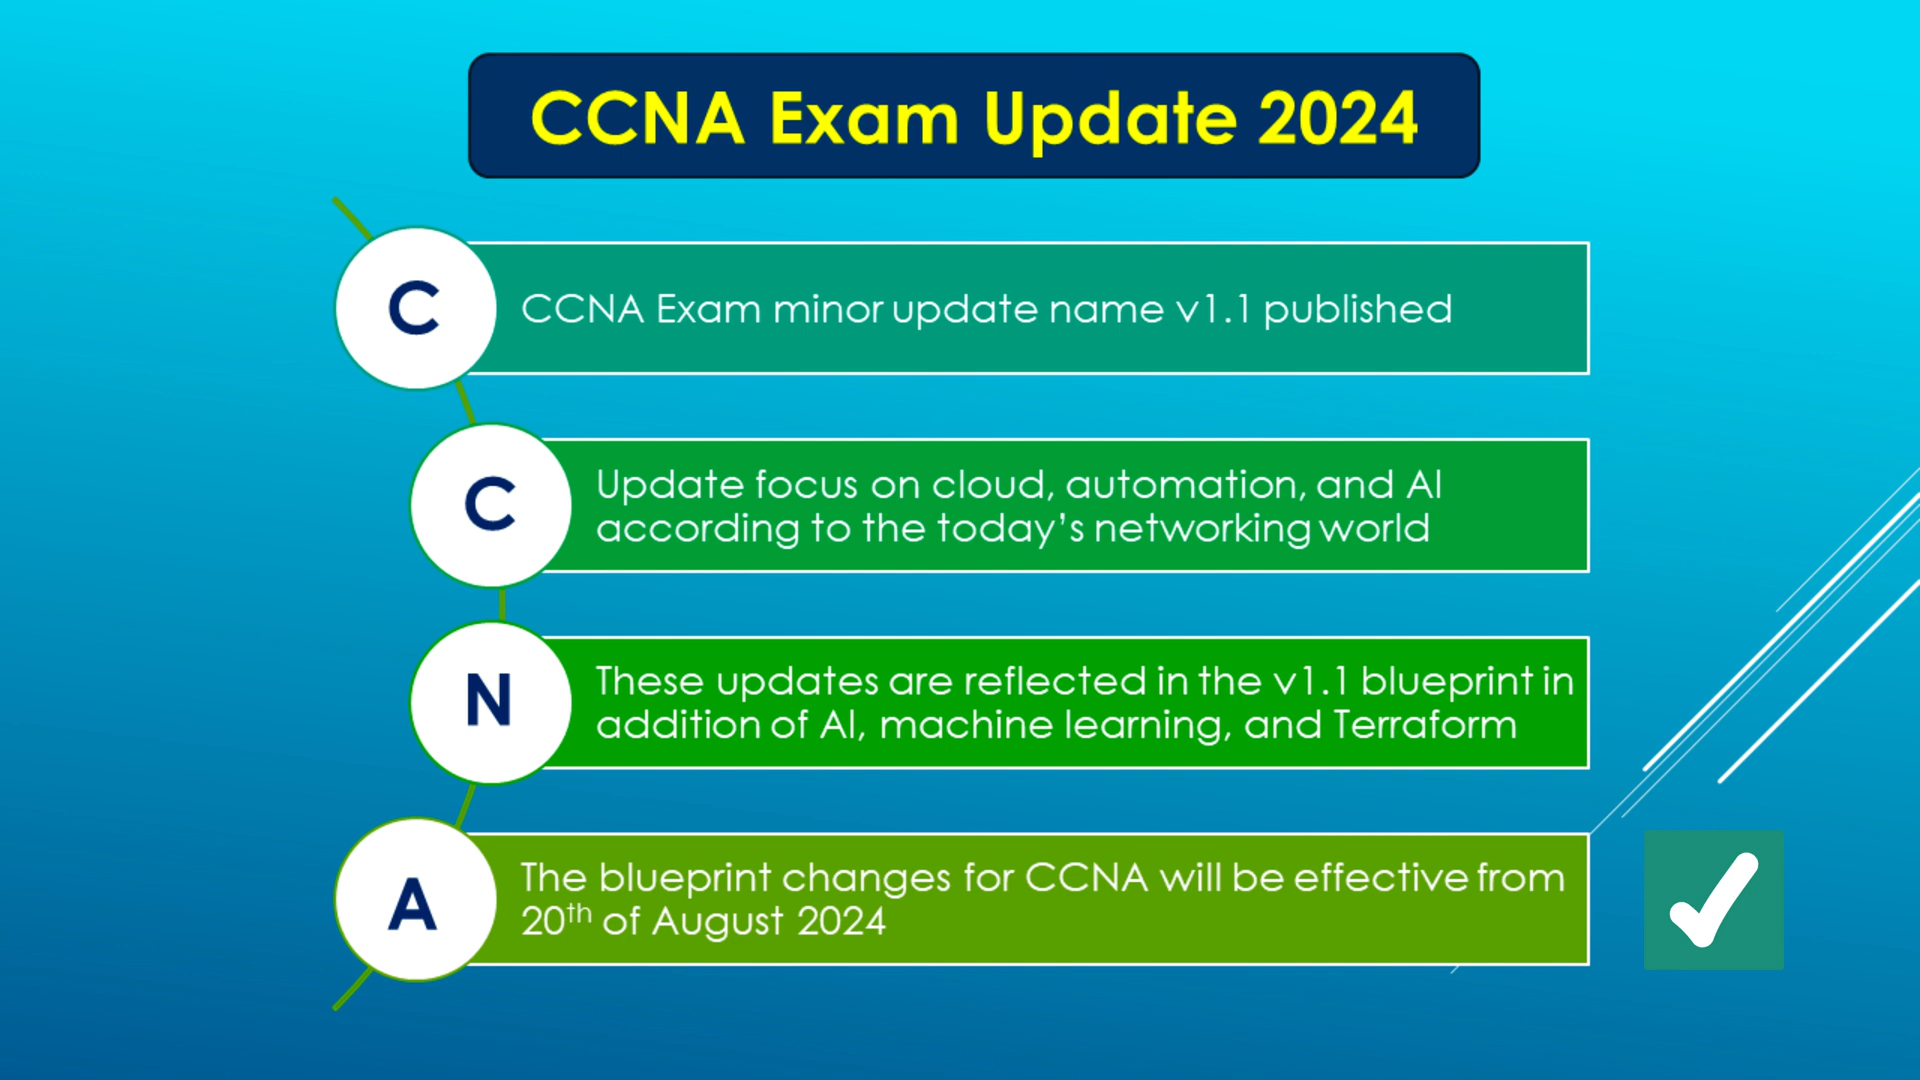 CCNA Exam Update 2024
C
CCNA Exam minor update name v1.1 published
C
Update focus on cloud, automation, and AI
according to the today’s networking world
N
These updates are reflected in the v1.1 blueprint in
addition of AI, machine learning, and Terraform
A
The blueprint changes for CCNA will be effective from
20th of August 2024